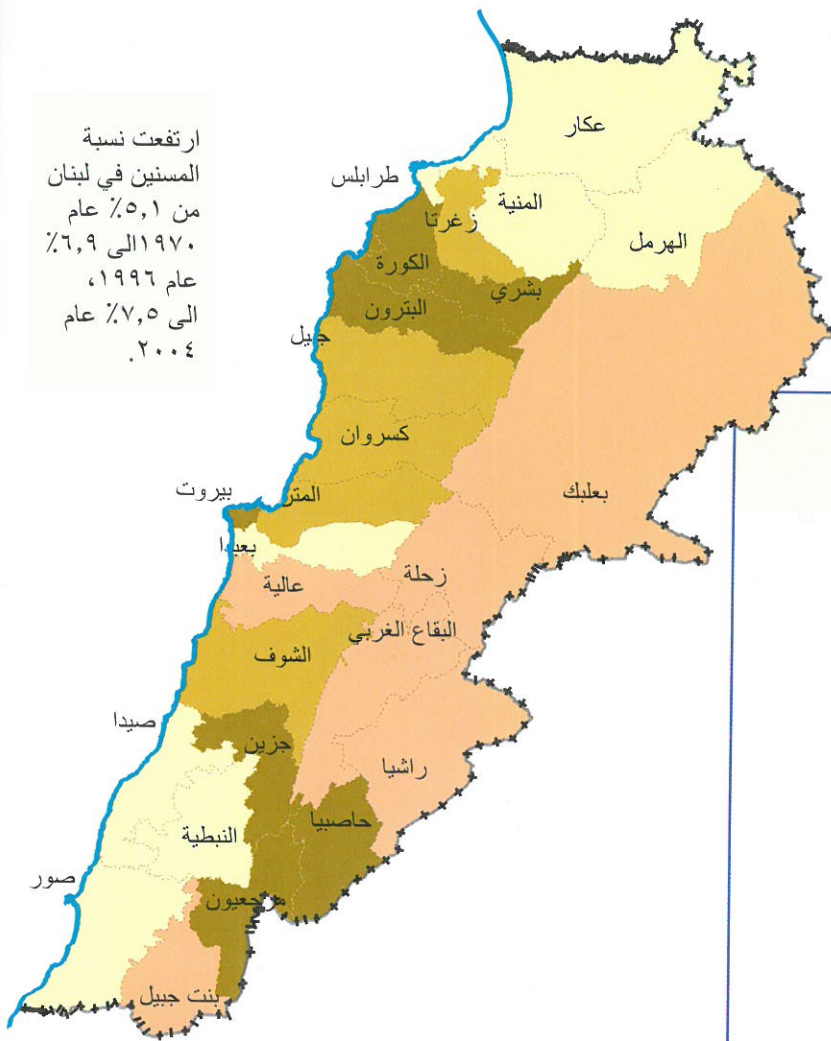 ارتفعت نسبة
المسنين في لبنان
من ٥,١٪ عام
١٩٧٠الى ٦,٩٪
عام ١٩٩٦،
الى ٧,٥٪ عام
٢٠٠٤.
عكار
طرابلس
المنية
زغرتا
الهرمل
الكورة
بشري
البترون
جبيل
كسروان
بعلبك
المتن
بيروت
بعبدا
زحلة
عالية
البقاع الغربي
الشوف
صيدا
جزين
راشيا
حاصبيا
النبطية
صور
مرجعيون
بنت جبيل